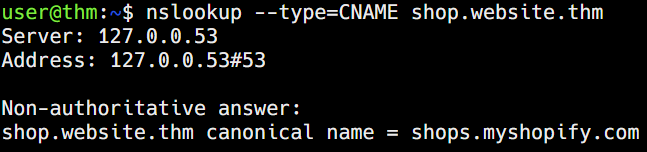 user@thm:~$ nslookup --type=CNAME shop.website.thm
Server: 127.0.0.53
Address: 127.0.0.53#53
Non-authoritative answer:
shop.website.thm canonical name = shops.myshopify.com